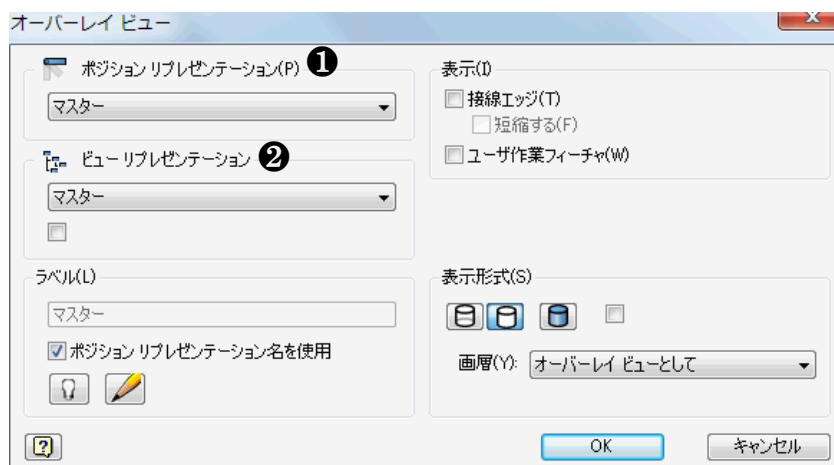 オーバーレイ ビュー
ポジション リプレゼンテーション(P) ❶
マスター
ビュー リプレゼンテーション ❷
マスター
ラベル(L)
マスター
ポジション リプレゼンテーション名を使用
表示(I)
接線エッジ(T)
短縮する(F)
ユーザ作業フィーチャ(W)
表示形式(S)
画層(Y): オーバーレイ ビューとして
OK
キャンセル